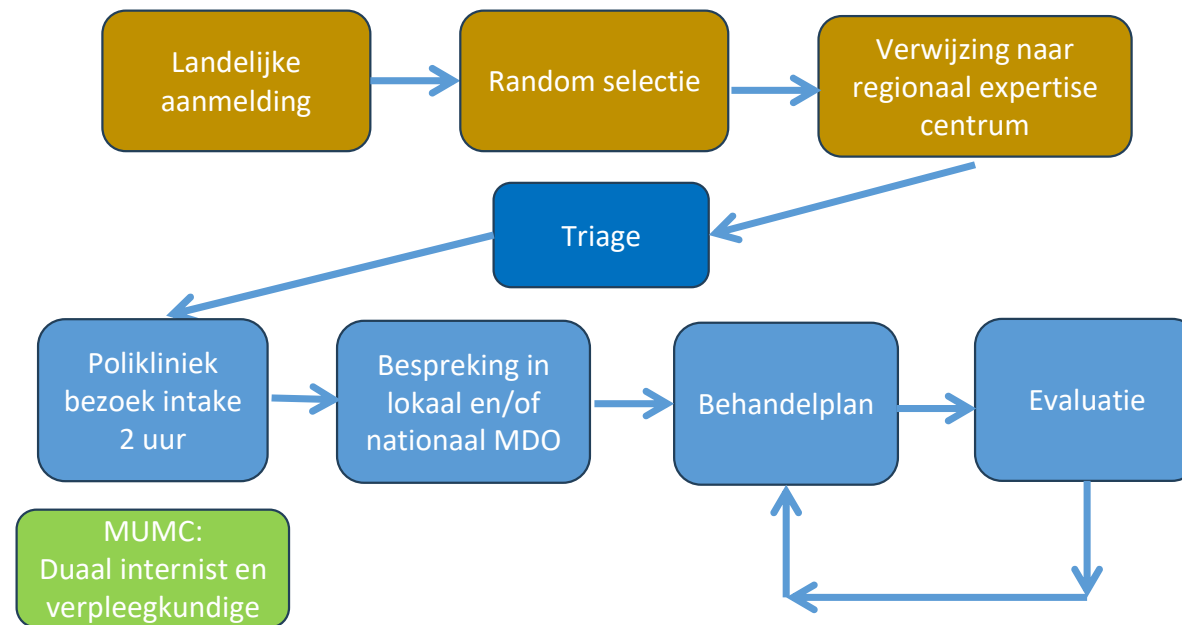 Landelijke
aanmelding
Random selectie
Verwijzing naar
regionaal expertise
centrum
Triage
Polikliniek
bezoek intake
2 uur
Bespreking in
lokaal en/of
nationaal MDO
Behandelplan
Evaluatie
MUMC:
Duaal internist en
verpleegkundige